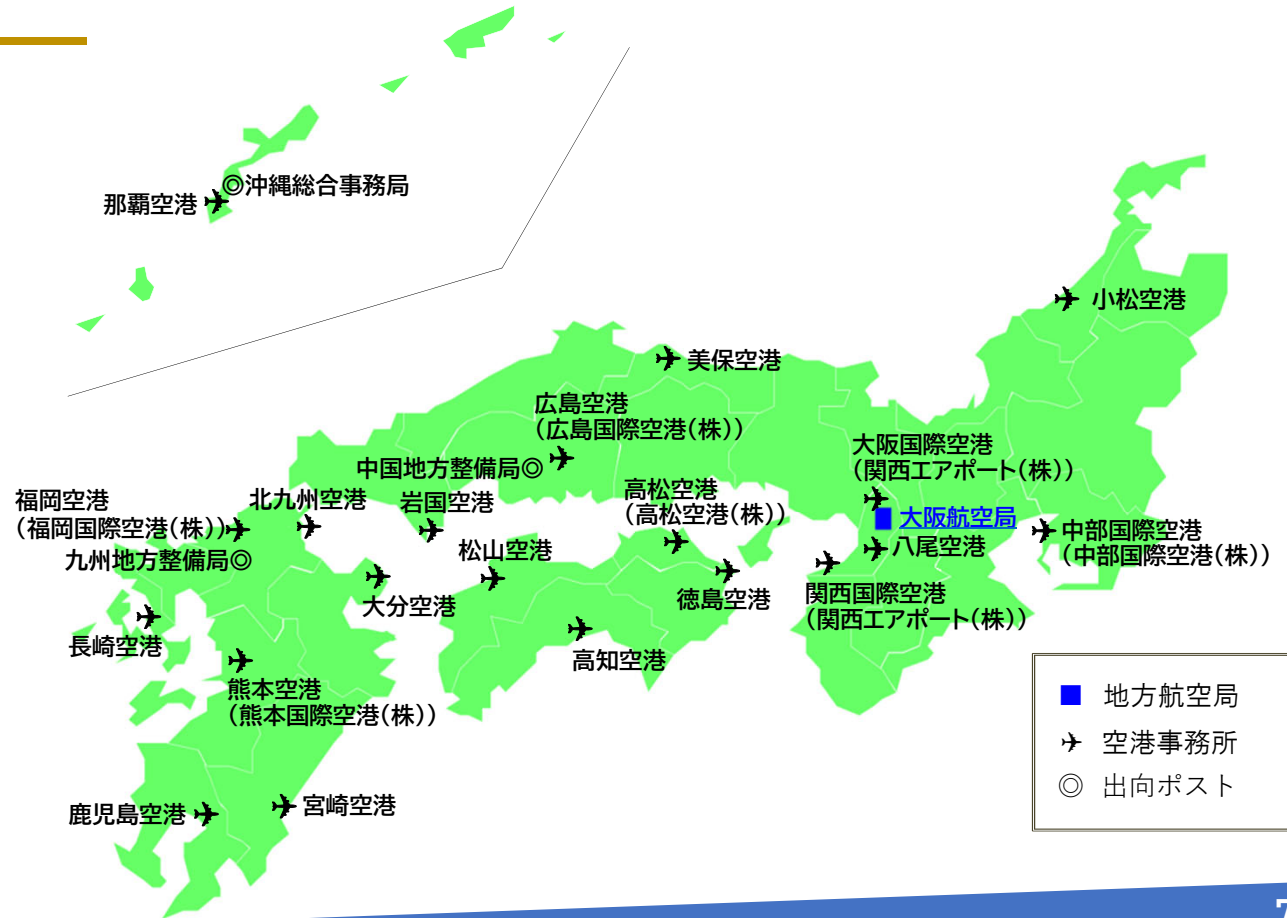 ◎沖縄総合事務局
那覇空港
小松空港
美保空港
広島空港
(広島国際空港(株))
中国地方整備局◎
大阪国際空港
(関西エアポート(株))
大阪航空局
八尾空港
中部国際空港
(中部国際空港(株))
関西国際空港
(関西エアポート(株))
福岡空港
(福岡国際空港(株))
九州地方整備局◎
北九州空港
岩国空港
高松空港
(高松空港(株))
松山空港
徳島空港
大分空港
高知空港
長崎空港
熊本空港
(熊本国際空港(株))
鹿児島空港
宮崎空港
■ 地方航空局
✈ 空港事務所
◎ 出向ポスト